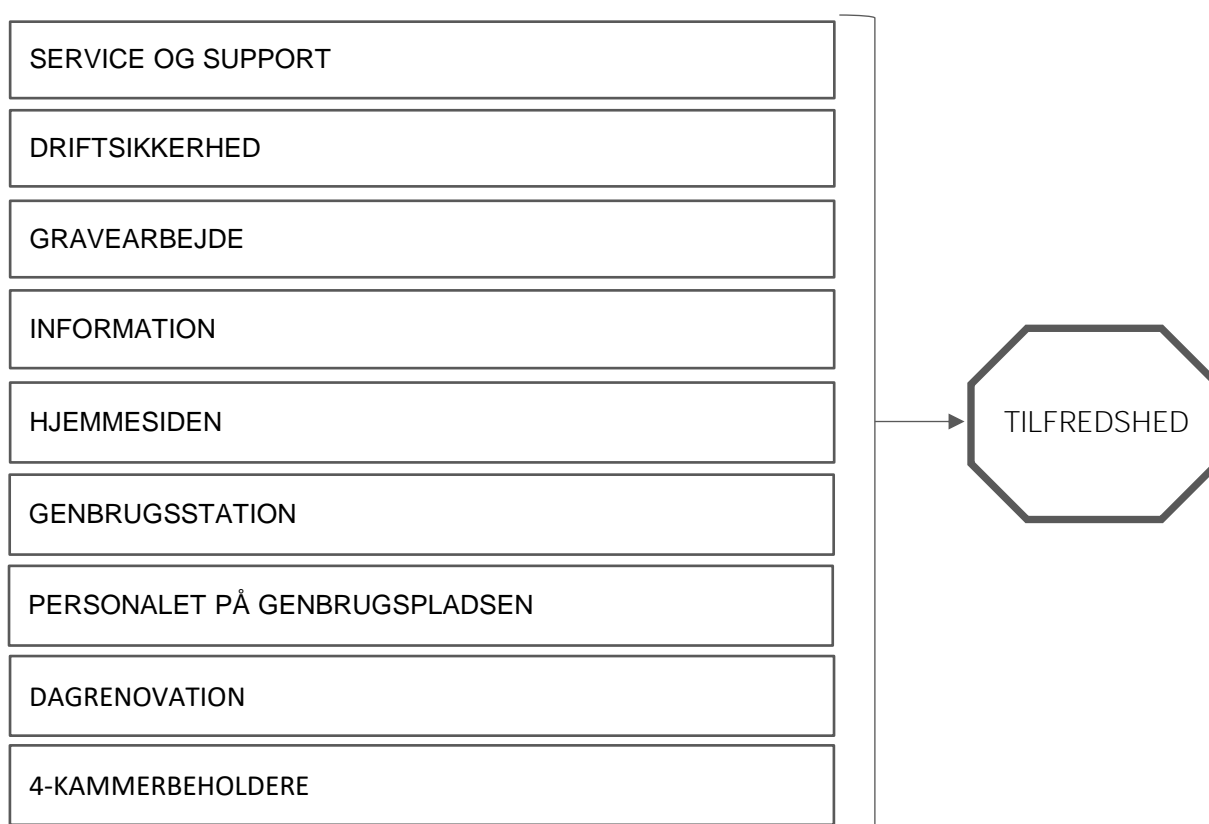 SERVICE OG SUPPORT
DRIFTSIKKERHED
GRAVEARBEJDE
INFORMATION
HJEMMESIDEN
GENBRUGSSTATION
PERSONALET PÅ GENBRUGSPLADSEN
DAGRENOVATION
4-KAMMERBEHOLDERE
TILFREDSHED